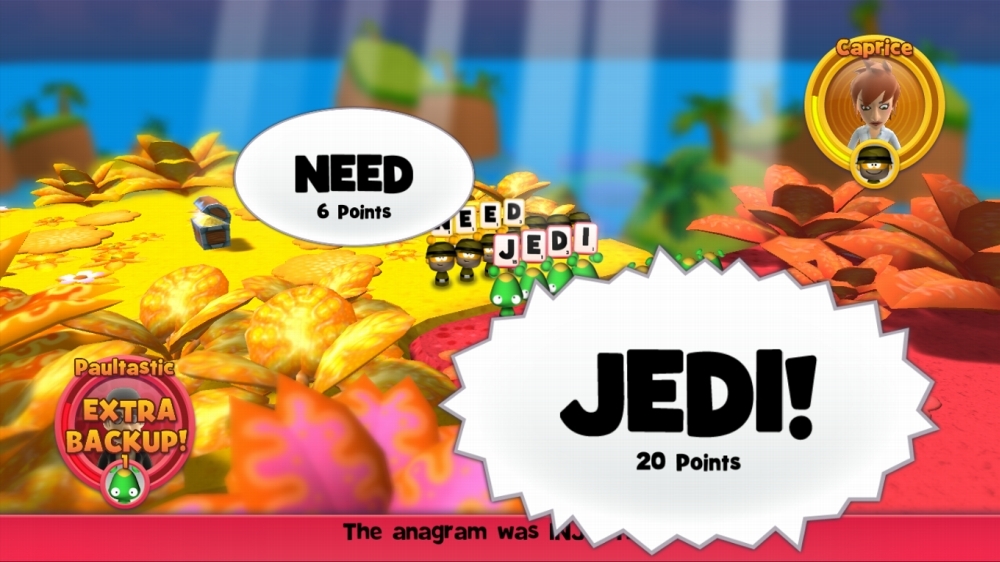 Caprice
NEED
6 Points
NEED
JEDI
JEDI!
20 Points
Paultastic
EXTRA
BACKUP!
1
The anagram was